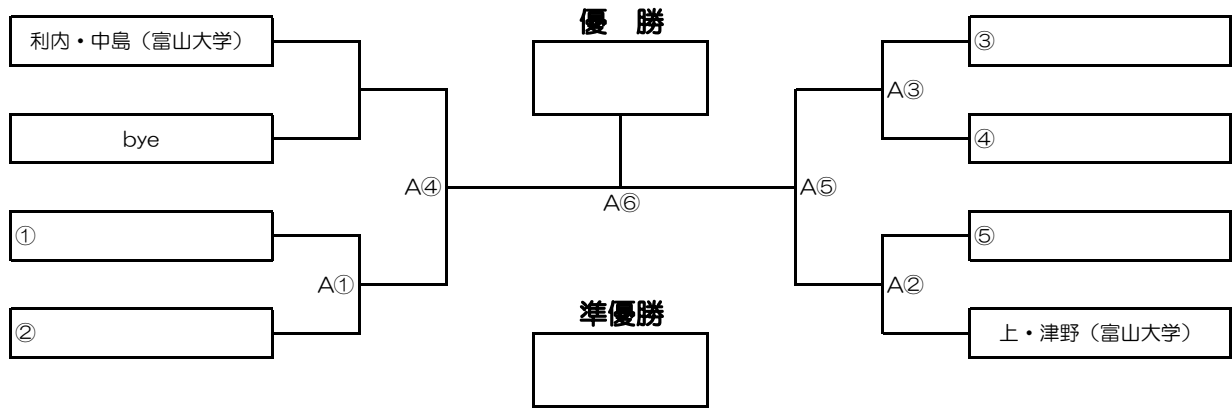 優　勝
利内・中島（富山大学）
bye
①
②
A①
A④
A⑥
A⑤
A③
A②
③
④
⑤
上・津野（富山大学）
準優勝